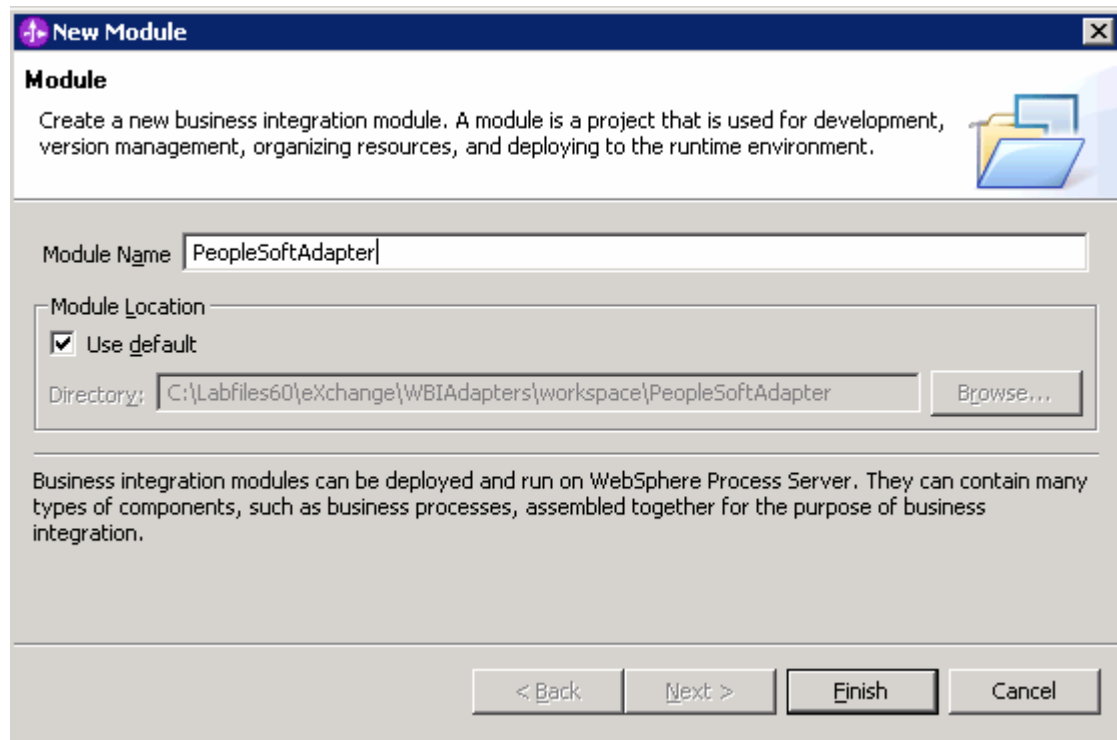 New Module
Module
Create a new business integration module. A module is a project that is used for development,
version management, organizing resources, and deploying to the runtime environment.
Module Name PeopleSoftAdapter
Module Location
Use default
Directory: C:\Labfiles60\eXchange\WBIAdapters\workspace\PeopleSoftAdapter Browse...
Business integration modules can be deployed and run on WebSphere Process Server. They can contain many
types of components, such as business processes, assembled together for the purpose of business
integration.
< Back Next > Finish Cancel